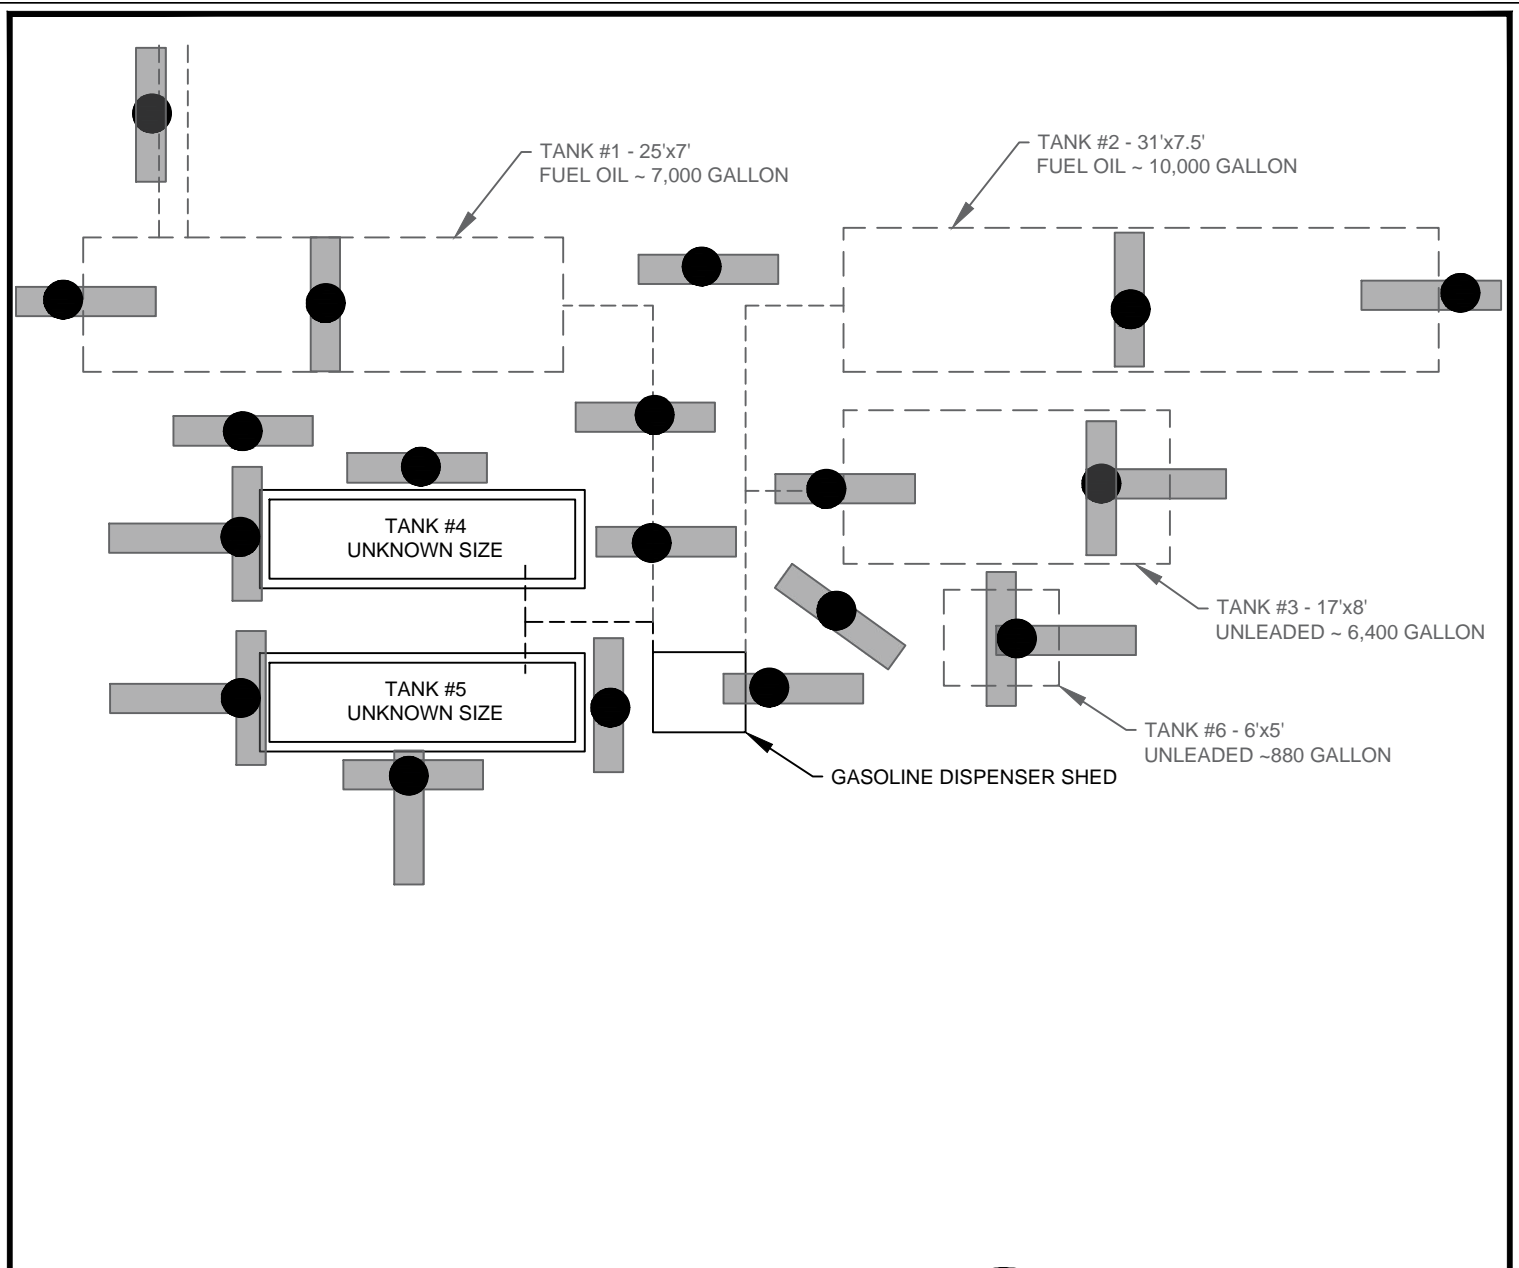 TANK #1 - 25'x7'
FUEL OIL ~ 7,000 GALLON
TANK #2 - 31'x7.5'
FUEL OIL ~ 10,000 GALLON
TANK #4
UNKNOWN SIZE
TANK #3 - 17'x8'
UNLEADED ~ 6,400 GALLON
TANK #5
UNKNOWN SIZE
TANK #6 - 6'x5'
UNLEADED ~880 GALLON
GASOLINE DISPENSER SHED